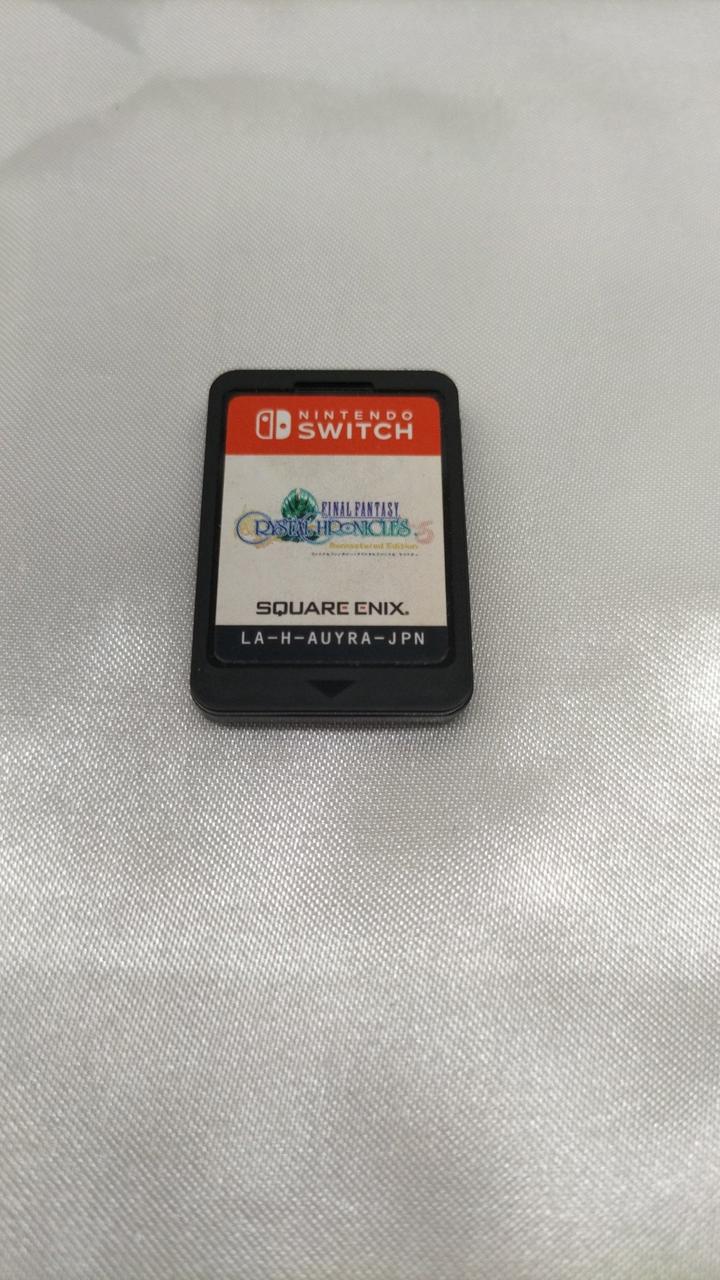 NINTENDO
SWITCH
FINAL FANTASY
CRYSTAL CHRONICLES
Remastered Edition
SQUARE ENIX.
LA-H-AUYRA-JPN